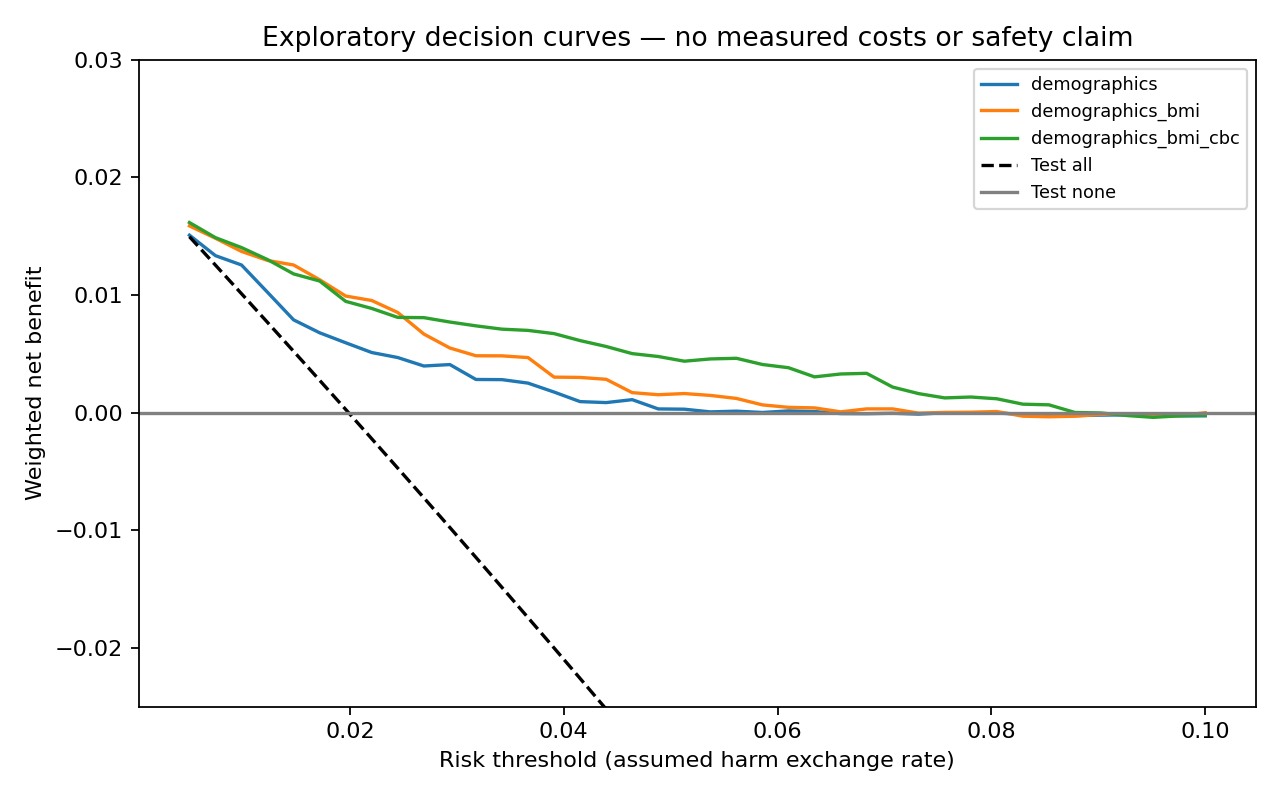 Exploratory decision curves — no measured costs or safety claim
demographics
demographics_bmi
demographics_bmi_cbc
Test all
Test none
0.03
0.02
0.01
0.00
−0.01
−0.02
Weighted net benefit
0.02
0.04
0.06
0.08
0.10
Risk threshold (assumed harm exchange rate)